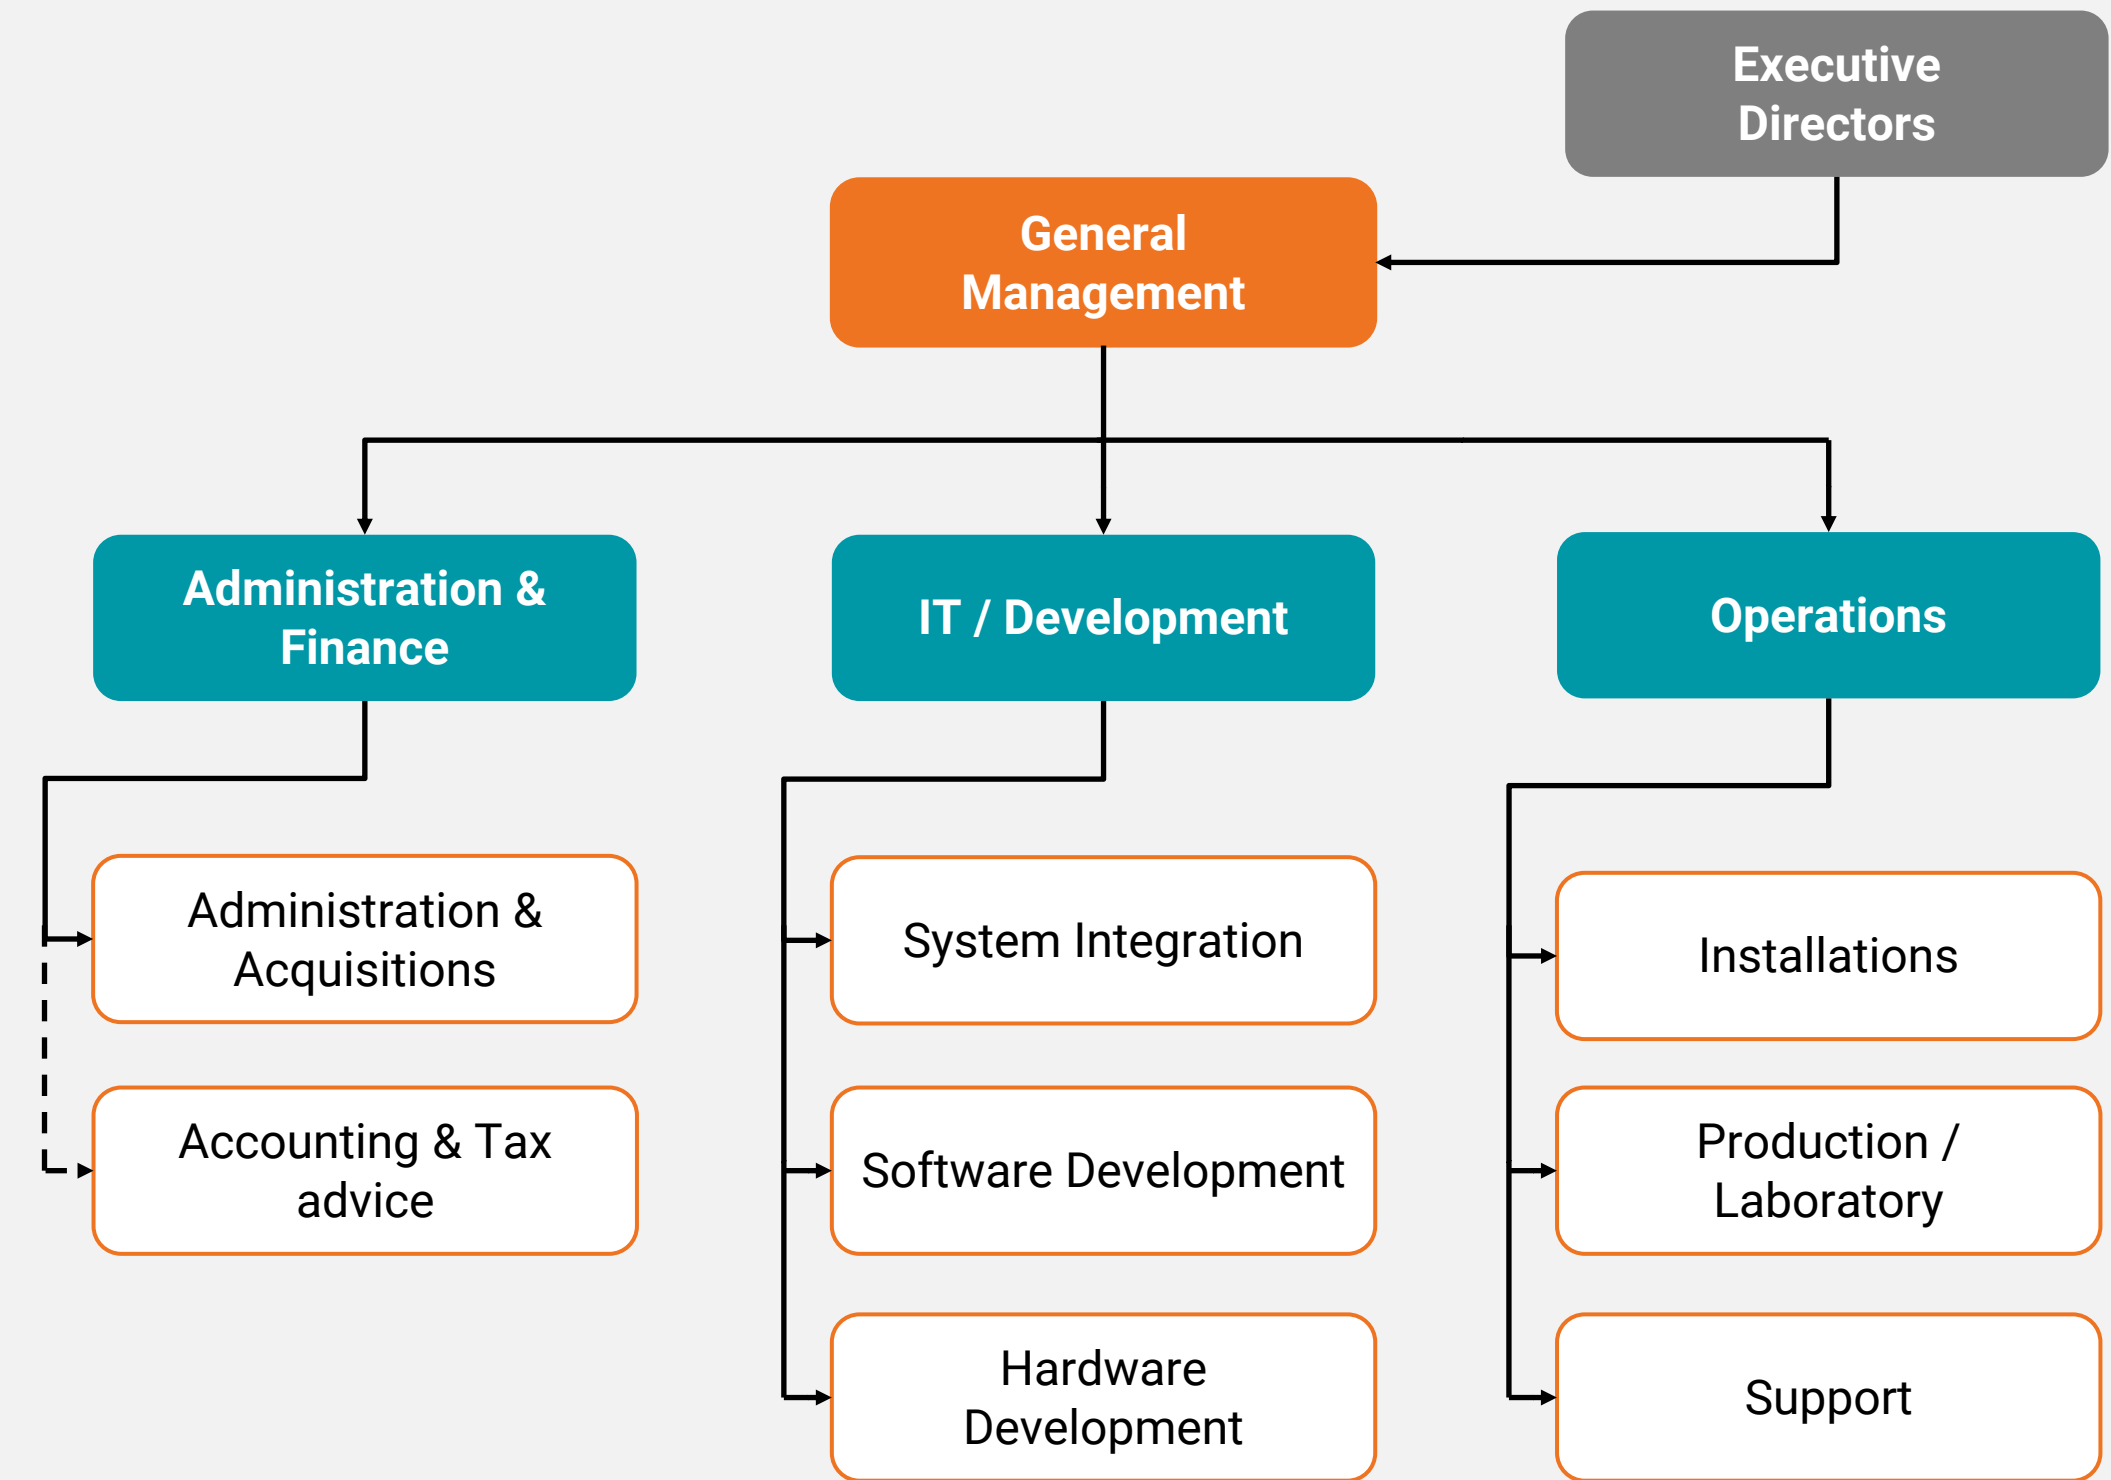 Executive
Directors
General
Management
Administration &
Finance
IT / Development
Operations
Administration &
Acquisitions
System Integration
Installations
Accounting & Tax
advice
Software Development
Production /
Laboratory
Hardware
Development
Support